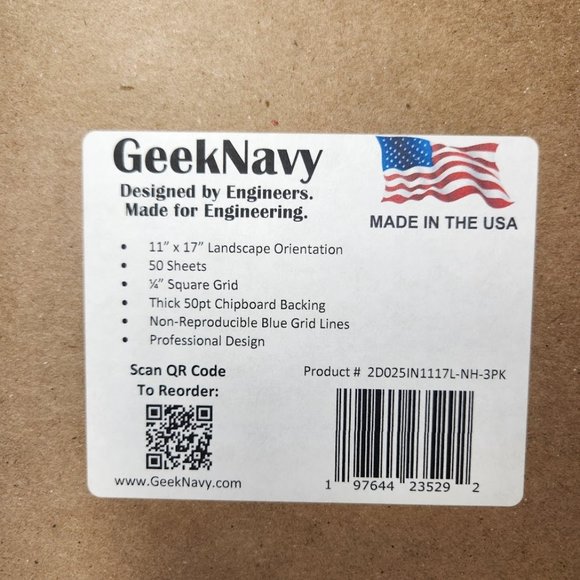 GeekNavy
Designed by Engineers.
Made for Engineering.
MADE IN THE USA
• 11” x 17” Landscape Orientation
• 50 Sheets
• ¼” Square Grid
• Thick 50pt Chipboard Backing
• Non-Reproducible Blue Grid Lines
• Professional Design
Scan QR Code
To Reorder:
www.GeekNavy.com
Product # 2D025IN1117L-NH-3PK
1 97644 23529 2